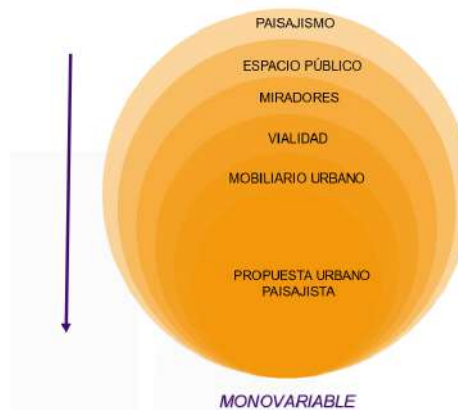 PAISAJISMO
ESPACIO PÚBLICO
MIRADORES
VIALIDAD
MOBILIARIO URBANO
PROPUESTA URBANO
PAISAJISTA
MONOVARIABLE